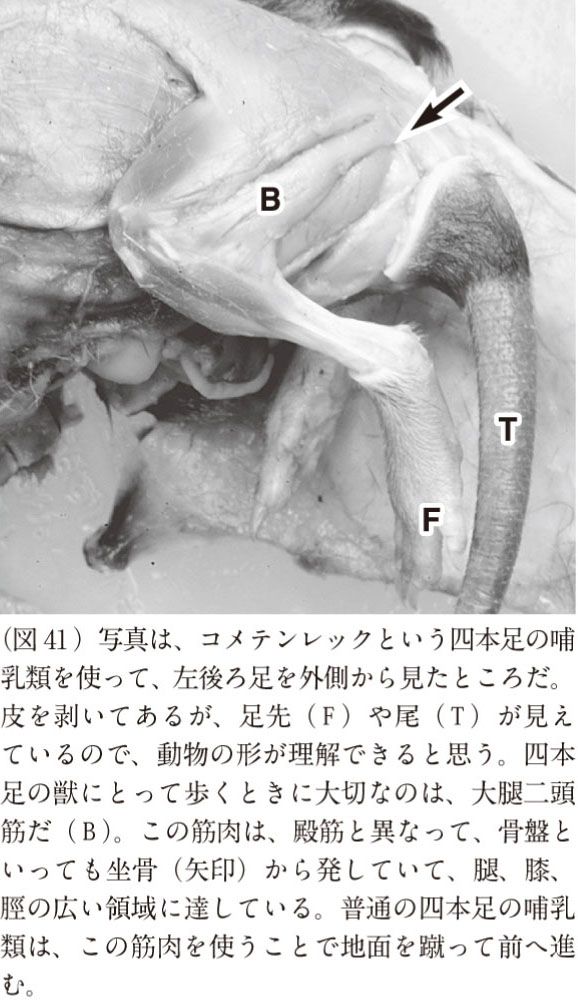 B
T
F
(図41) 写真は、コメテンレックという四本足の哺
乳類を使って、左後ろ足を外側から見たところだ。
皮を剥いてあるが、足先（F）や尾（T）が見え
ているので、動物の形が理解できると思う。四本
足の獣にとって歩くときに大切なのは、大腿二頭
筋だ（B）。この筋肉は、殿筋と異なって、骨盤と
いっても坐骨（矢印）から発していて、腿、膝、
脛の広い領域に達している。普通の四本足の哺乳
類は、この筋肉を使うことで地面を蹴って前へ進
む。